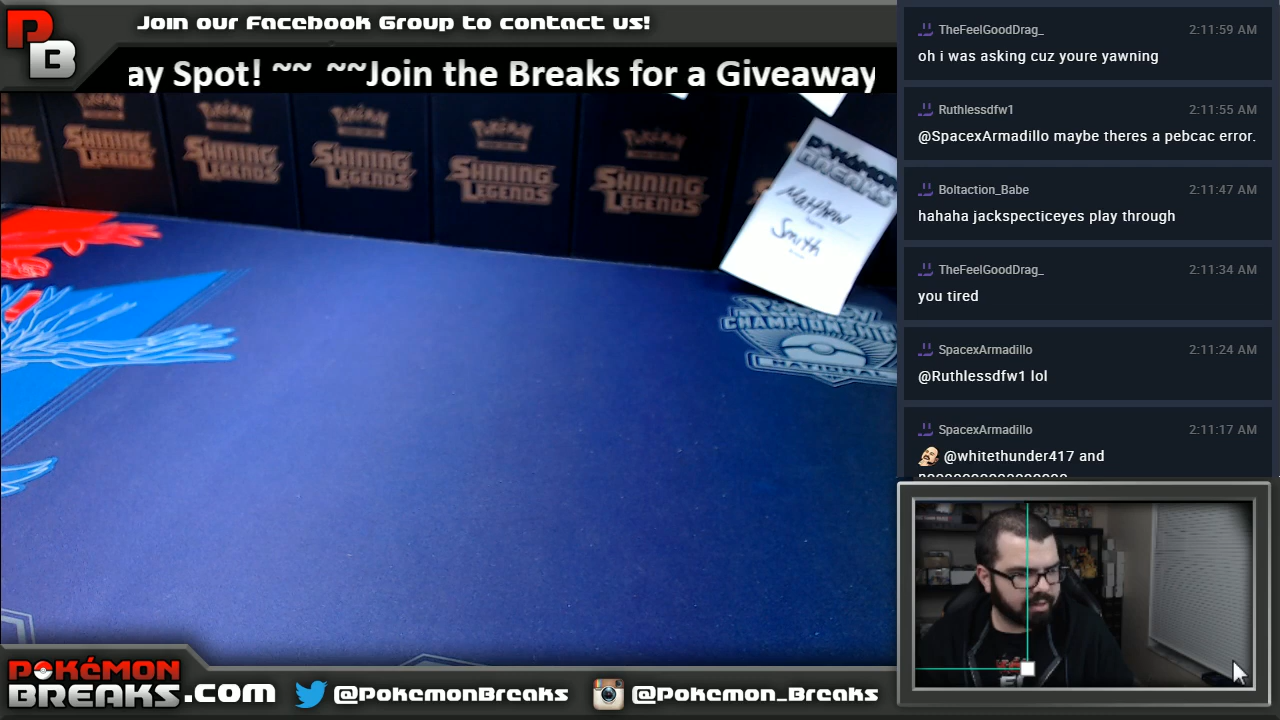 Join our Facebook Group to contact us!
PB
ay Spot! ~~ ~~Join the Breaks for a Giveaway
Pokémon
SHINING LEGENDS
Pokémon
SHINING LEGENDS
Pokémon
SHINING LEGENDS
Pokémon
SHINING LEGENDS
Pokémon
SHINING LEGENDS
POKÉMON
BREAKS
Matthew
Smith
Pokémon
CHAMPIONSHIP
NATIONAL
TheFeelGoodDrag_ 2:11:59 AM
oh i was asking cuz youre yawning
Ruthlessdfw1 2:11:55 AM
@SpacexArmadillo maybe theres a pebcac error.
Boltaction_Babe 2:11:47 AM
hahaha jackspecticeyes play through
TheFeelGoodDrag_ 2:11:34 AM
you tired
SpacexArmadillo 2:11:24 AM
@Ruthlessdfw1 lol
SpacexArmadillo 2:11:17 AM
@whitethunder417 and
POKéMON
BREAKS.com
@PokemonBreaks
@Pokemon_Breaks